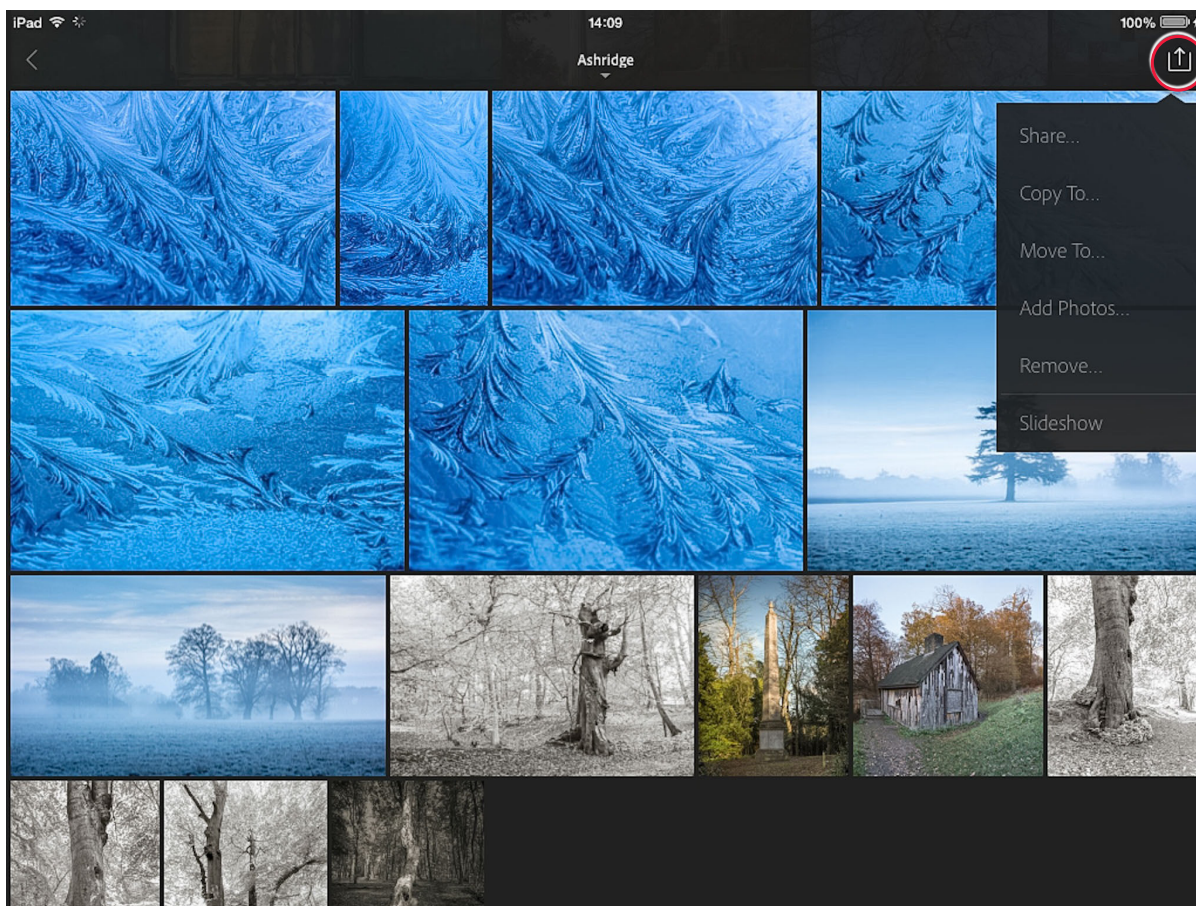 iPad
14:09
100%
Ashridge
Share...
Copy To...
Move To...
Add Photos...
Remove...
Slideshow